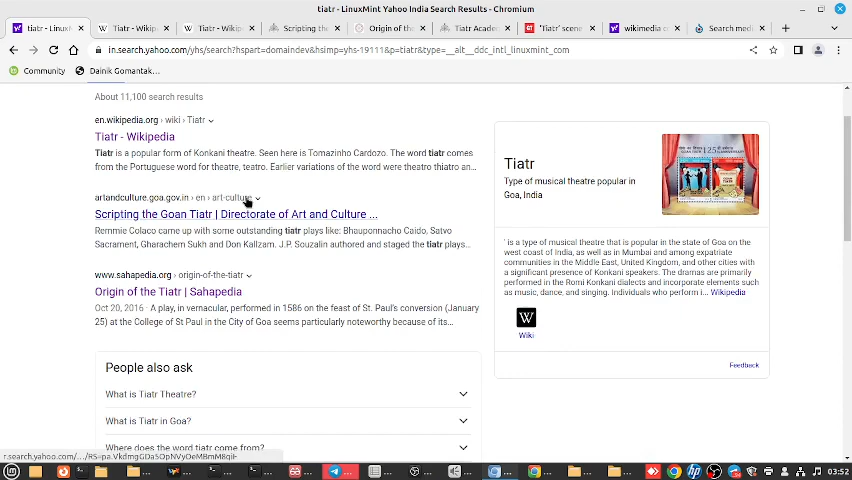 tiatr - LinuxMint Yahoo India Search Results - Chromium
tiatr - LinuxM
Tiatr - Wikip
Tiatr - Wikip
Scripting th
Origin of the
Tiatr Acade
'Tiatr' scene
wikimedia c
Search medi
in.search.yahoo.com/yhs/search?hspart=domaindev&hsimp=yhs-19111&p=tiatr&type=__alt__ddc_intl_linuxmint_com
Community
Dainik Gomantak...
About 11,100 search results
en.wikipedia.org › wiki › Tiatr
Tiatr - Wikipedia
Tiatr is a popular form of Konkani theatre. Seen here is Tomazinho Cardozo. The word tiatr comes
from the Portuguese word for theatre, teatro. Earlier variations of the word were theatro thiatro an...
artandculture.goa.gov.in › en › art-culture
Scripting the Goan Tiatr | Directorate of Art and Culture ...
Remmie Colaco came up with some outstanding tiatr plays like: Bhauponnacho Caido, Satvo
Sacrament, Gharachem Sukh and Don Kallzam. J.P. Souzalin authored and staged the tiatr plays...
www.sahapedia.org › origin-of-the-tiatr
Origin of the Tiatr | Sahapedia
Oct 20, 2016 · A play, in vernacular, performed in 1586 on the feast of St. Paul's conversion (January
25) at the College of St Paul in the City of Goa seems particularly noteworthy because of its...
People also ask
What is Tiatr Theatre?
What is Tiatr in Goa?
Where does the word tiatr come from?
Tiatr
Type of musical theatre popular in
Goa, India
' is a type of musical theatre that is popular in the state of Goa on the
west coast of India, as well as in Mumbai and among expatriate
communities in the Middle East, United Kingdom, and other cities with
a significant presence of Konkani speakers. The dramas are primarily
performed in the Romi Konkani dialects and incorporate elements such
as music, dance, and singing. Individuals who perform i... Wikipedia
W
Wiki
Feedback
03:52